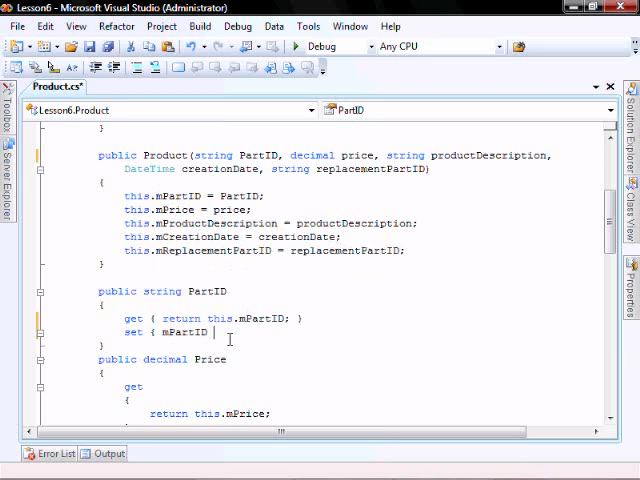 Lesson6 - Microsoft Visual Studio (Administrator)
File Edit View Refactor Project Build Debug Data Tools Test Window Help
Debug Any CPU
Product.cs*
Lesson6.Product PartID
Toolbox
Server Explorer
Solution Explorer
Class View
Properties
}
public Product(string PartID, decimal price, string productDescription,
DateTime creationDate, string replacementPartID)
{
this.mPartID = PartID;
this.mPrice = price;
this.mProductDescription = productDescription;
this.mCreationDate = creationDate;
this.mReplacementPartID = replacementPartID;
}
public string PartID
{
get { return this.mPartID; }
set { mPartID
}
public decimal Price
{
get
{
return this.mPrice;
Error List Output